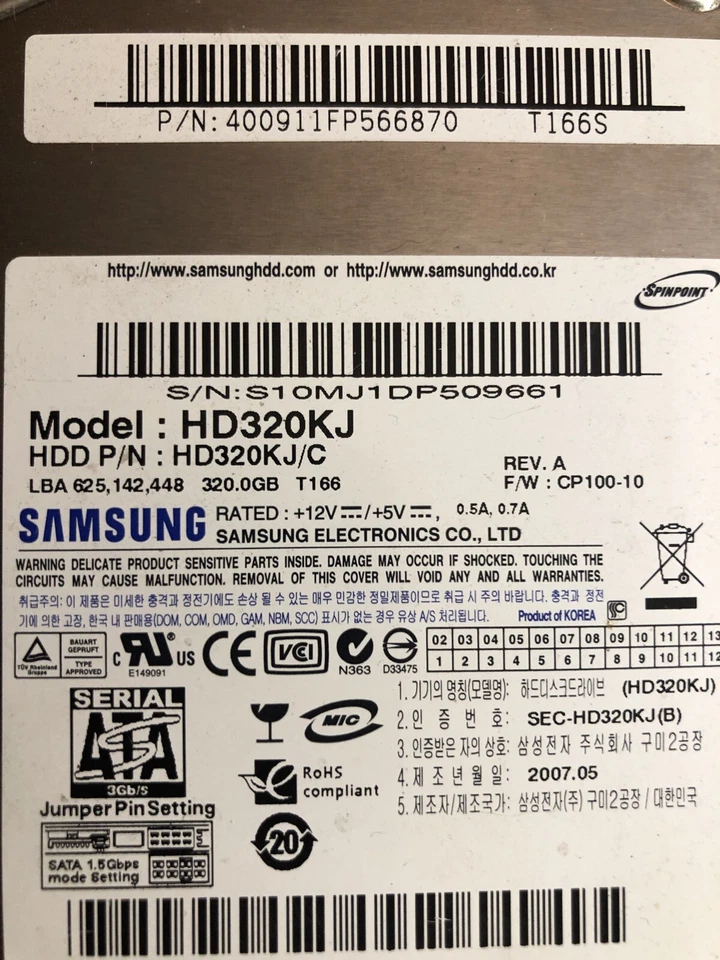 P/N: 400911FP566870 T166S
http://www.samsunghdd.com or http://www.samsunghdd.co.kr
SPINPOINT
S/N:S10MJ1DP509661
Model : HD320KJ
HDD P/N : HD320KJ/C
REV. A
LBA 625,142,448 320.0GB T166
F/W : CP100-10
SAMSUNG
RATED : +12V /+5V , 0.5A, 0.7A
SAMSUNG ELECTRONICS CO., LTD
WARNING DELICATE PRODUCT SENSITIVE PARTS INSIDE. DAMAGE MAY OCCUR IF SHOCKED. TOUCHING THE
CIRCUITS MAY CAUSE MALFUNCTION. REMOVAL OF THIS COVER WILL VOID ANY AND ALL WARRANTIES.
취급주의: 이 제품은 미세한 충격과 정전기에도 손상 될 수 있는 매우 민감한 정밀제품이므로 취급 시 주의 바랍니다. 충격과 정전
기에 의한 고장, 한국 내 판매용(DOM, COM, OMD, GAM, NBM, SCC) 표시가 없는 경우 유상 A/S 처리됩니다.
Product of KOREA
TÜV Rheinland
Gruppe
BAUART
GEPRÜFT
TYPE
APPROVED
C RU ® US
E149091
CE
VCI
N363
D33475
02 03 04 05 06 07 08 09 10 11 12 13
1 2 3 4 5 6 7 8 9 10 11 12
SERIAL
ATA
3Gb/s
MIC
RoHS
compliant
20
1. 기기의 명칭(모델명): 하드디스크드라이브 (HD320KJ)
2. 인 증 번 호: SEC-HD320KJ(B)
3. 인증받은 자의 상호: 삼성전자 주식회사 구미2공장
4. 제 조 년 월 일: 2007.05
5. 제조자/제조국가: 삼성전자(주) 구미2공장 / 대한민국
Jumper Pin Setting
SATA 1.5Gbps
mode Setting